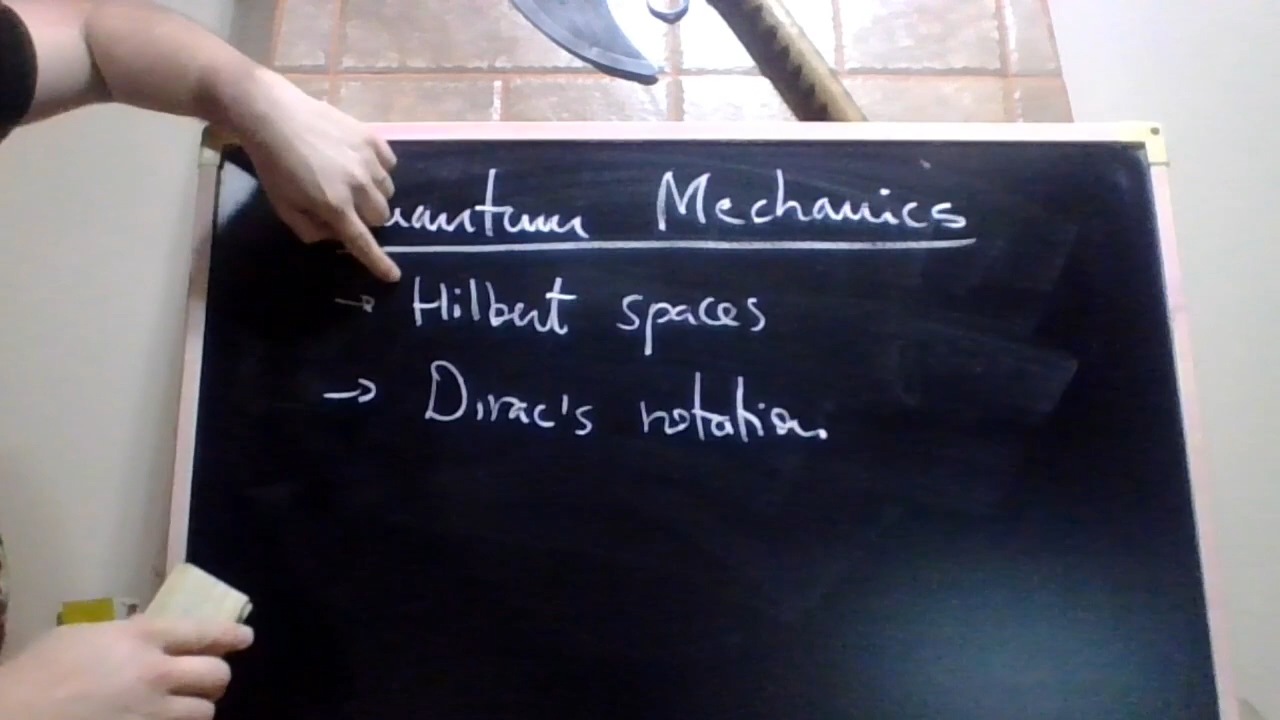 uantum Mechanics
→ Hilbert spaces
→ Dirac's notation